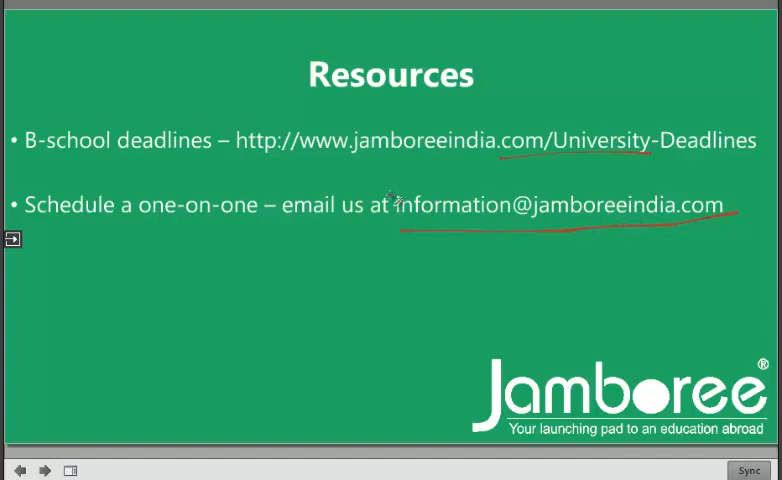 Resources
• B-school deadlines – http://www.jamboreeindia.com/University-Deadlines
• Schedule a one-on-one – email us at information@jamboreeindia.com
Jamboree®
Your launching pad to an education abroad
Sync